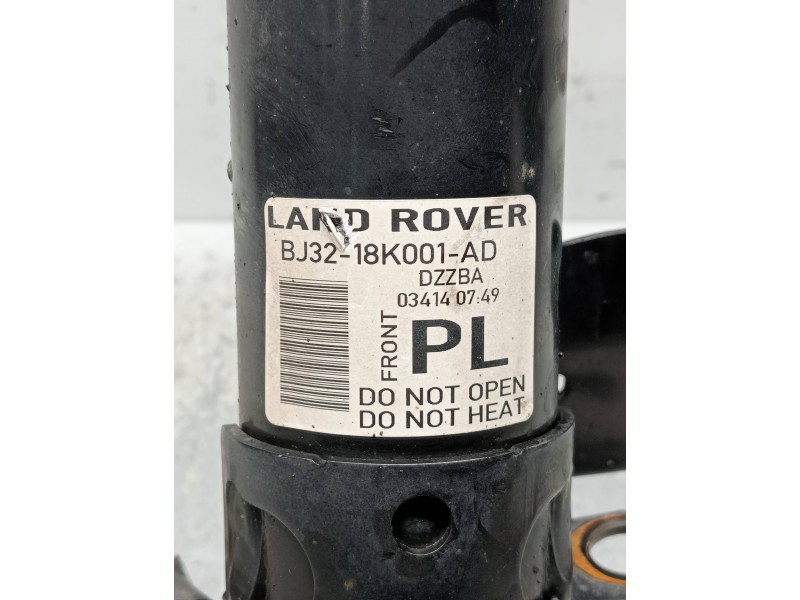 LAND ROVER
BJ32-18K001-AD
DZZBA
03414 07:49
FRONT
PL
DO NOT OPEN
DO NOT HEAT